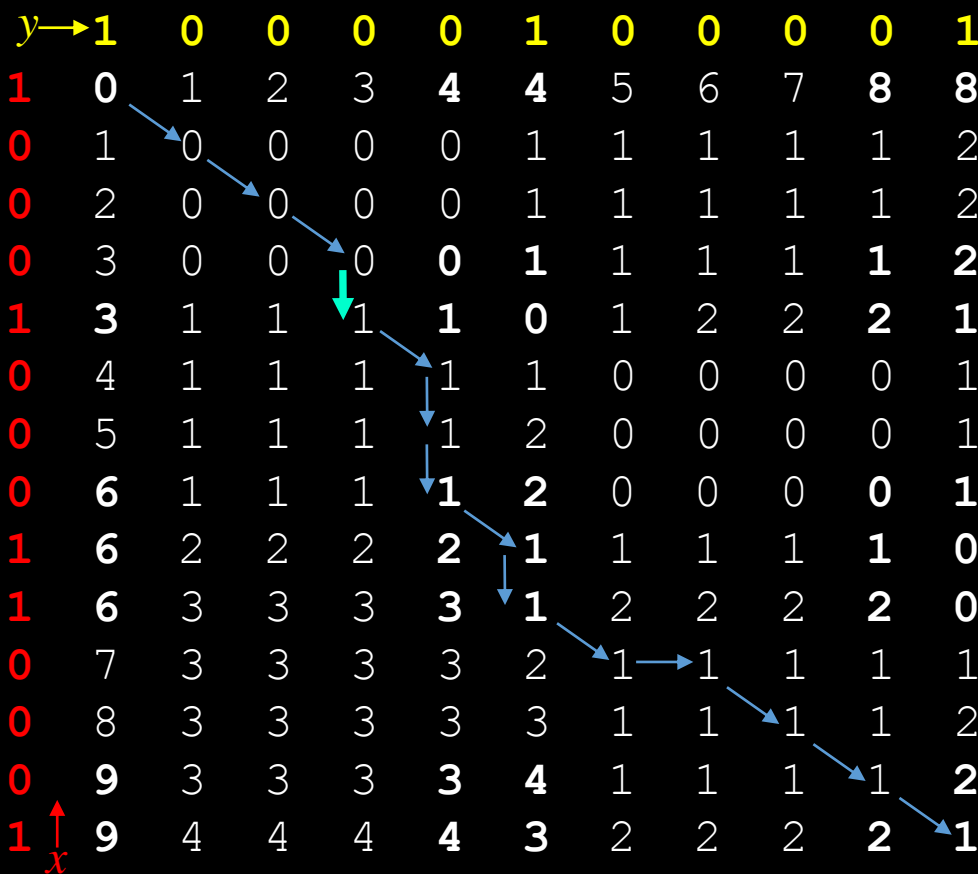 y 1 0 0 0 0 1 0 0 0 0 1
1 0 1 2 3 4 4 5 6 7 8 8
0 1 0 0 0 0 1 1 1 1 1 2
0 2 0 0 0 0 1 1 1 1 1 2
0 3 0 0 0 0 1 1 1 1 1 2
1 3 1 1 1 1 0 1 2 2 2 1
0 4 1 1 1 1 1 0 0 0 0 1
0 5 1 1 1 1 2 0 0 0 0 1
0 6 1 1 1 1 2 0 0 0 0 1
1 6 2 2 2 2 1 1 1 1 1 0
1 6 3 3 3 3 1 2 2 2 2 0
0 7 3 3 3 3 2 1 1 1 1 1
0 8 3 3 3 3 3 1 1 1 1 2
0 9 3 3 3 3 4 1 1 1 1 2
1 9 4 4 4 4 3 2 2 2 2 1
x